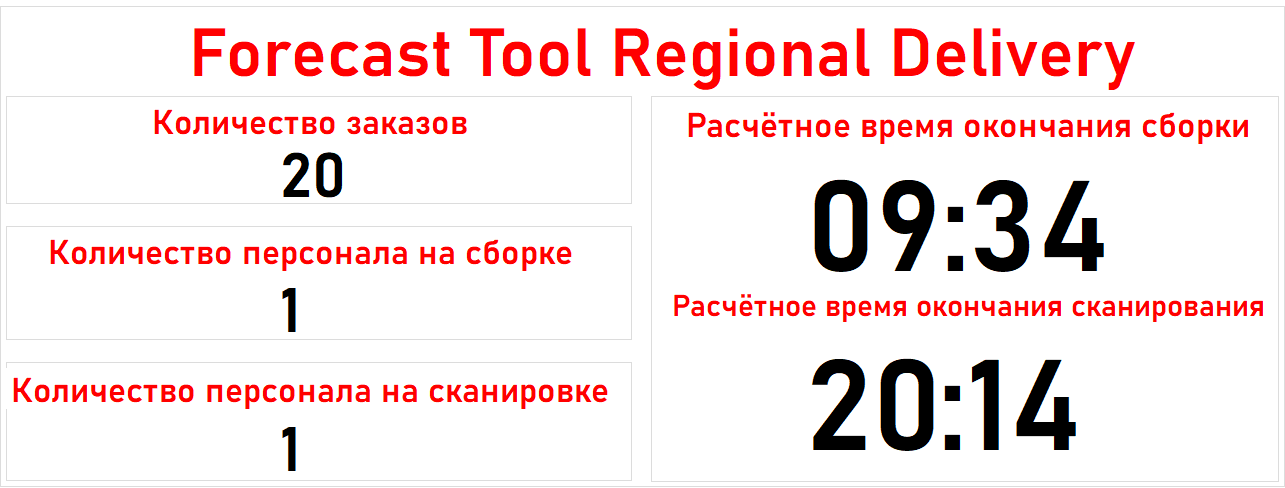 Forecast Tool Regional Delivery
Количество заказов
20
Количество персонала на сборке
1
Количество персонала на сканировке
1
Расчётное время окончания сборки
09:34
Расчётное время окончания сканирования
20:14